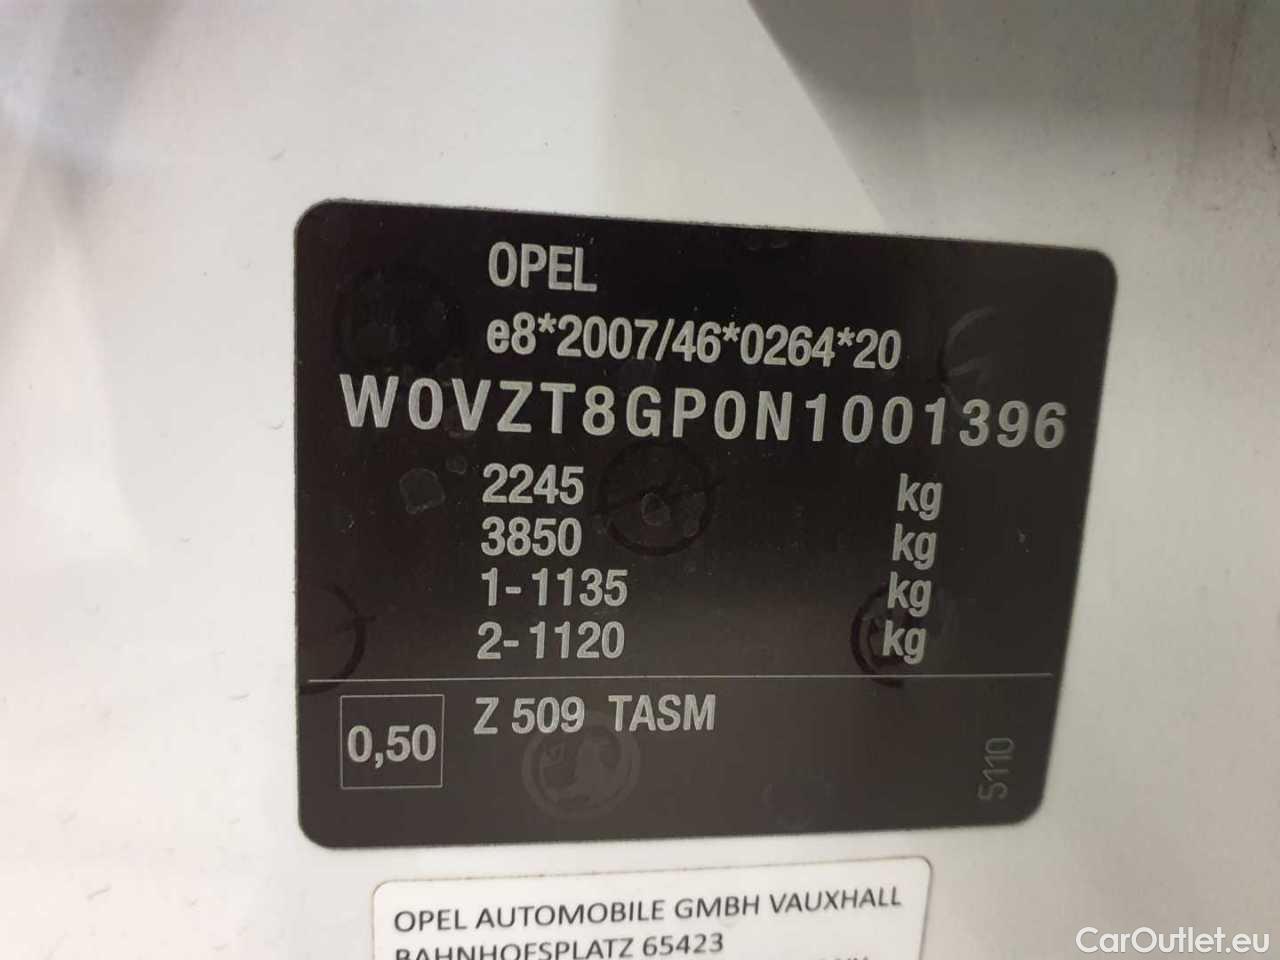 OPEL
e8*2007/46*0264*20
W0VZT8GP0N1001396
2245 kg
3850 kg
1-1135 kg
2-1120 kg
0,50 Z 509 TASM
5110
OPEL AUTOMOBILE GMBH VAUXHALL
BAHNHOFSPLATZ 65423
CarOutlet.eu